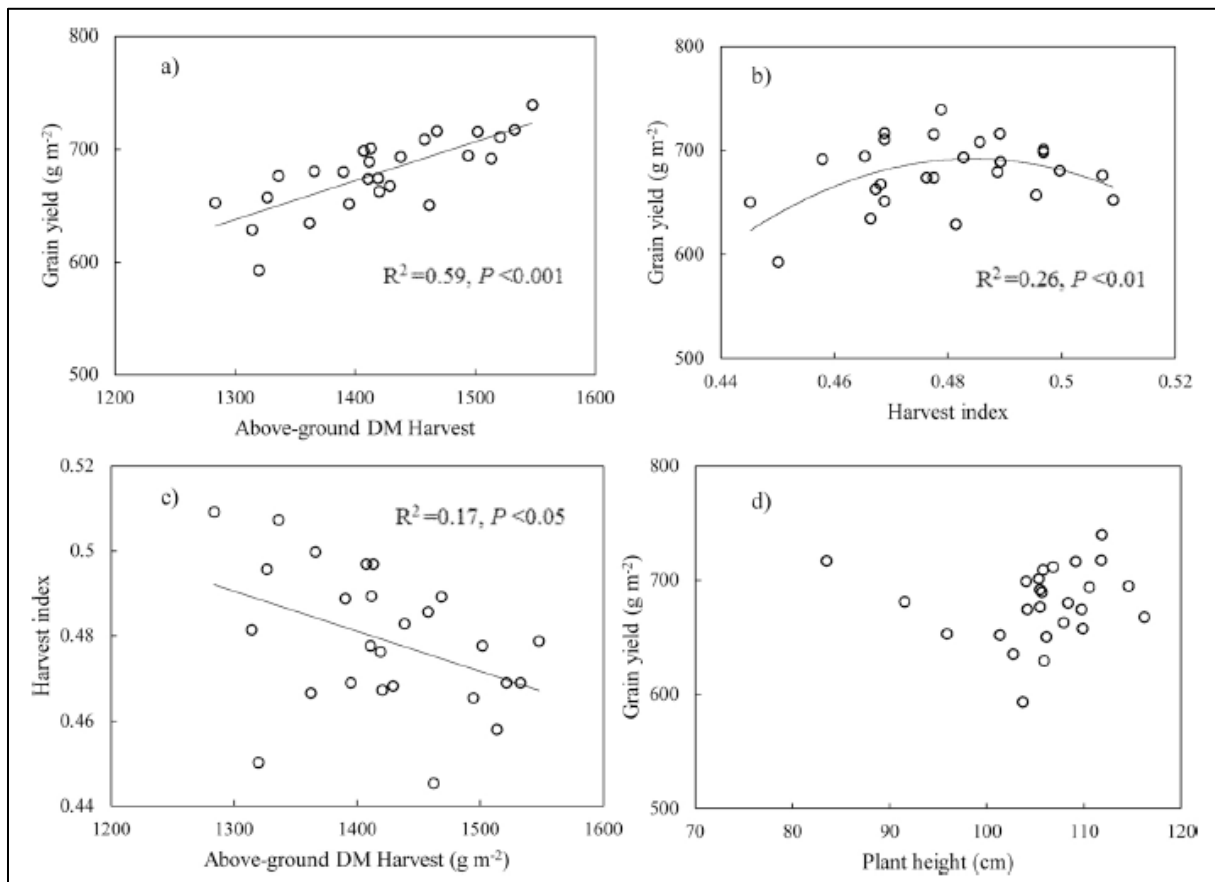 a)
800
700
600
500
Grain yield (g m⁻²)
R²=0.59, P <0.001
1200 1300 1400 1500 1600
Above-ground DM Harvest
b)
800
700
600
500
Grain yield (g m⁻²)
R²=0.26, P <0.01
0.44 0.46 0.48 0.5 0.52
Harvest index
c)
0.52
0.5
0.48
0.46
0.44
Harvest index
R²=0.17, P <0.05
1200 1300 1400 1500 1600
Above-ground DM Harvest (g m⁻²)
d)
800
700
600
500
Grain yield (g m⁻²)
70 80 90 100 110 120
Plant height (cm)